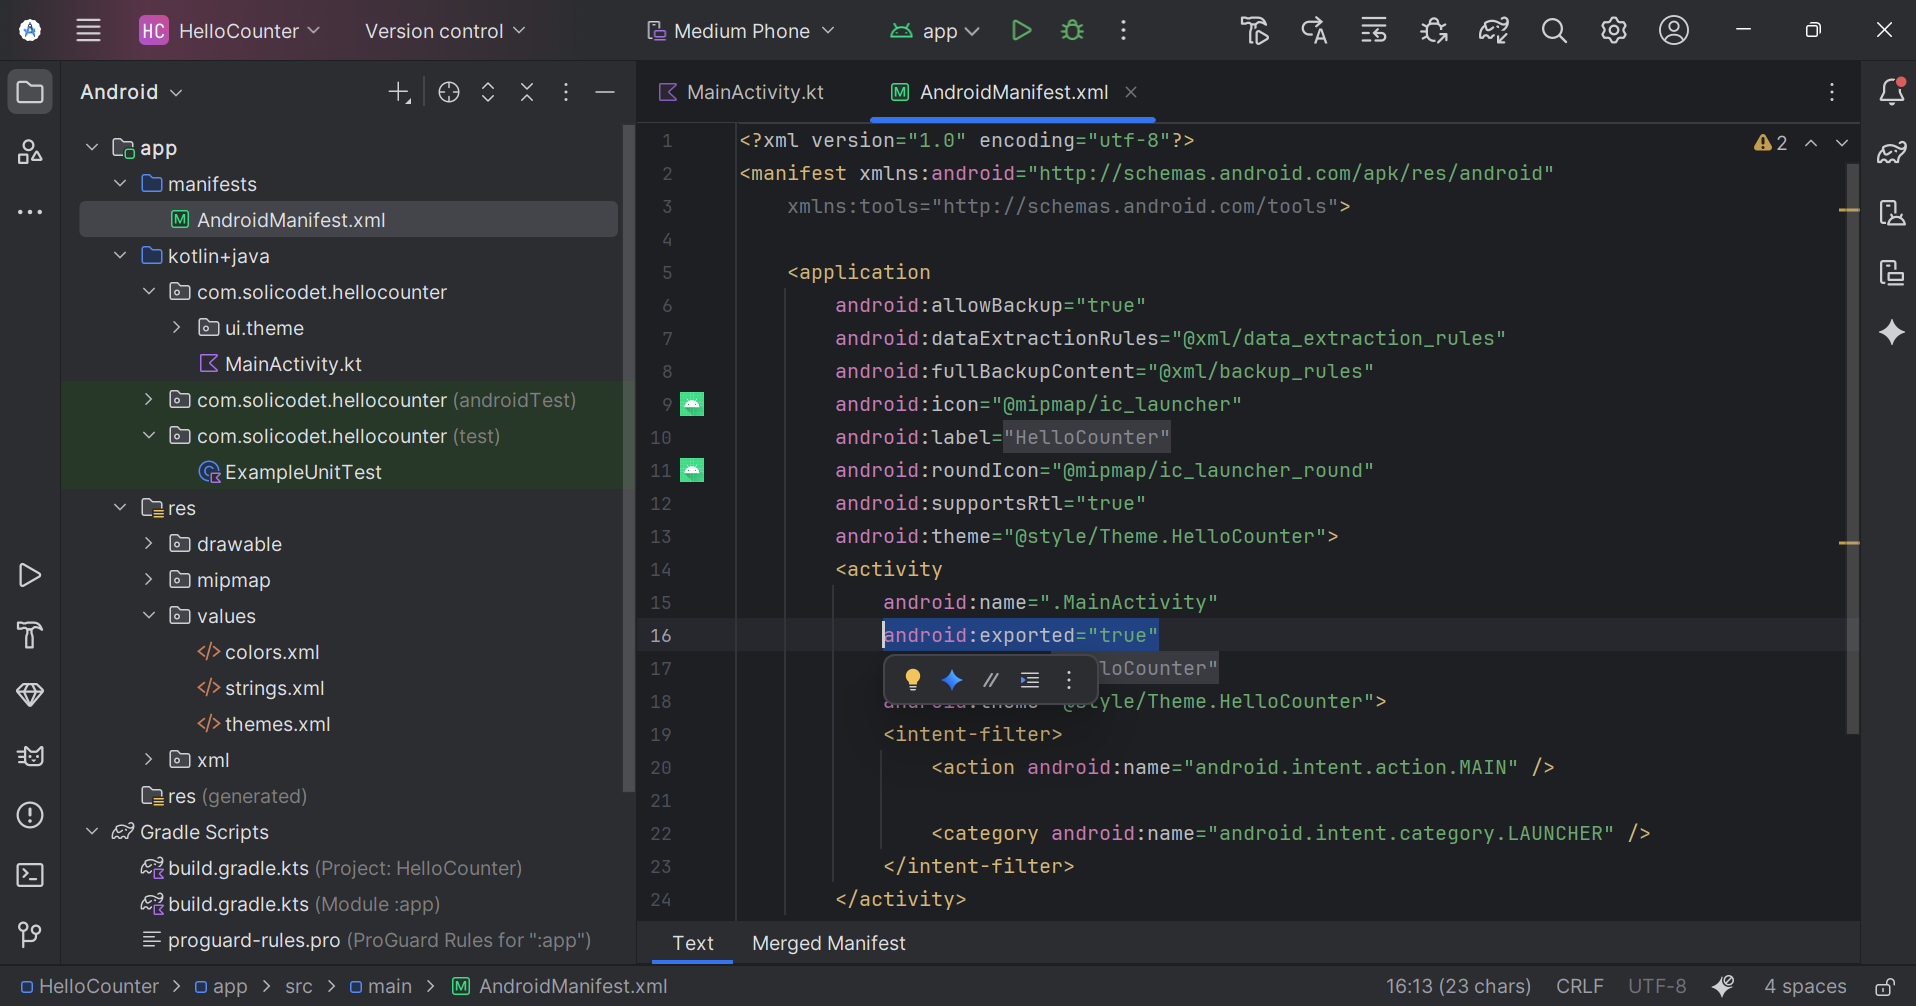 HC HelloCounter Version control Medium Phone app
Android
app
manifests
AndroidManifest.xml
kotlin+java
com.solicodet.hellocounter
ui.theme
MainActivity.kt
com.solicodet.hellocounter (androidTest)
com.solicodet.hellocounter (test)
ExampleUnitTest
res
drawable
mipmap
values
colors.xml
strings.xml
themes.xml
xml
res (generated)
Gradle Scripts
build.gradle.kts (Project: HelloCounter)
build.gradle.kts (Module :app)
proguard-rules.pro (ProGuard Rules for ":app")
MainActivity.kt AndroidManifest.xml
2
1 <?xml version="1.0" encoding="utf-8"?>
2 <manifest xmlns:android="http://schemas.android.com/apk/res/android"
3 xmlns:tools="http://schemas.android.com/tools">
4
5 <application
6 android:allowBackup="true"
7 android:dataExtractionRules="@xml/data_extraction_rules"
8 android:fullBackupContent="@xml/backup_rules"
9 android:icon="@mipmap/ic_launcher"
10 android:label="HelloCounter"
11 android:roundIcon="@mipmap/ic_launcher_round"
12 android:supportsRtl="true"
13 android:theme="@style/Theme.HelloCounter">
14 <activity
15 android:name=".MainActivity"
16 android:exported="true"
17 loCounter"
18 android:theme="@style/Theme.HelloCounter">
19 <intent-filter>
20 <action android:name="android.intent.action.MAIN" />
21
22 <category android:name="android.intent.category.LAUNCHER" />
23 </intent-filter>
24 </activity>
Text Merged Manifest
HelloCounter > app > src > main > AndroidManifest.xml
16:13 (23 chars) CRLF UTF-8 4 spaces